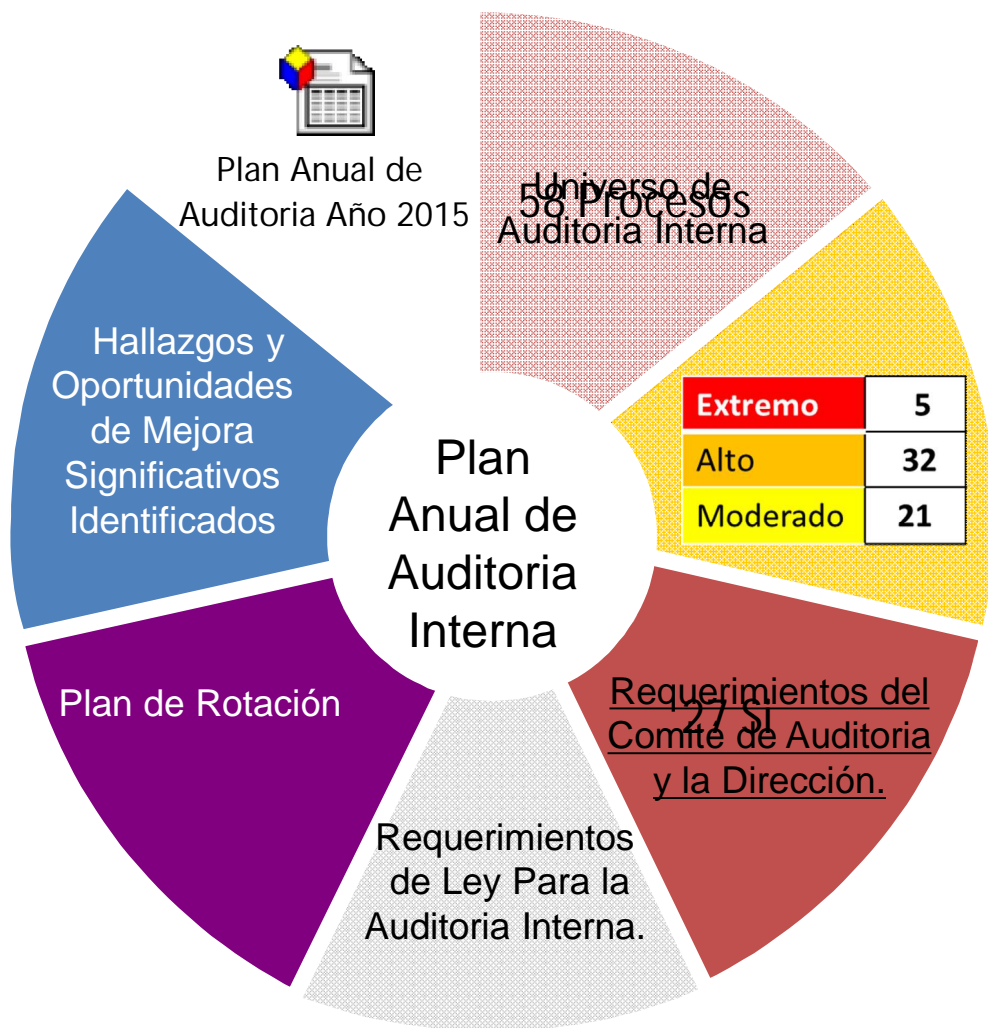 Plan Anual de
Auditoria Año 2015
Universo de
Auditoria Interna
58 Procesos
Extremo 5
Alto 32
Moderado 21
Requerimientos del
Comité de Auditoria
y la Dirección.
27 Si
Requerimientos
de Ley Para la
Auditoria Interna.
Plan de Rotación
Hallazgos y
Oportunidades
de Mejora
Significativos
Identificados
Plan
Anual de
Auditoria
Interna